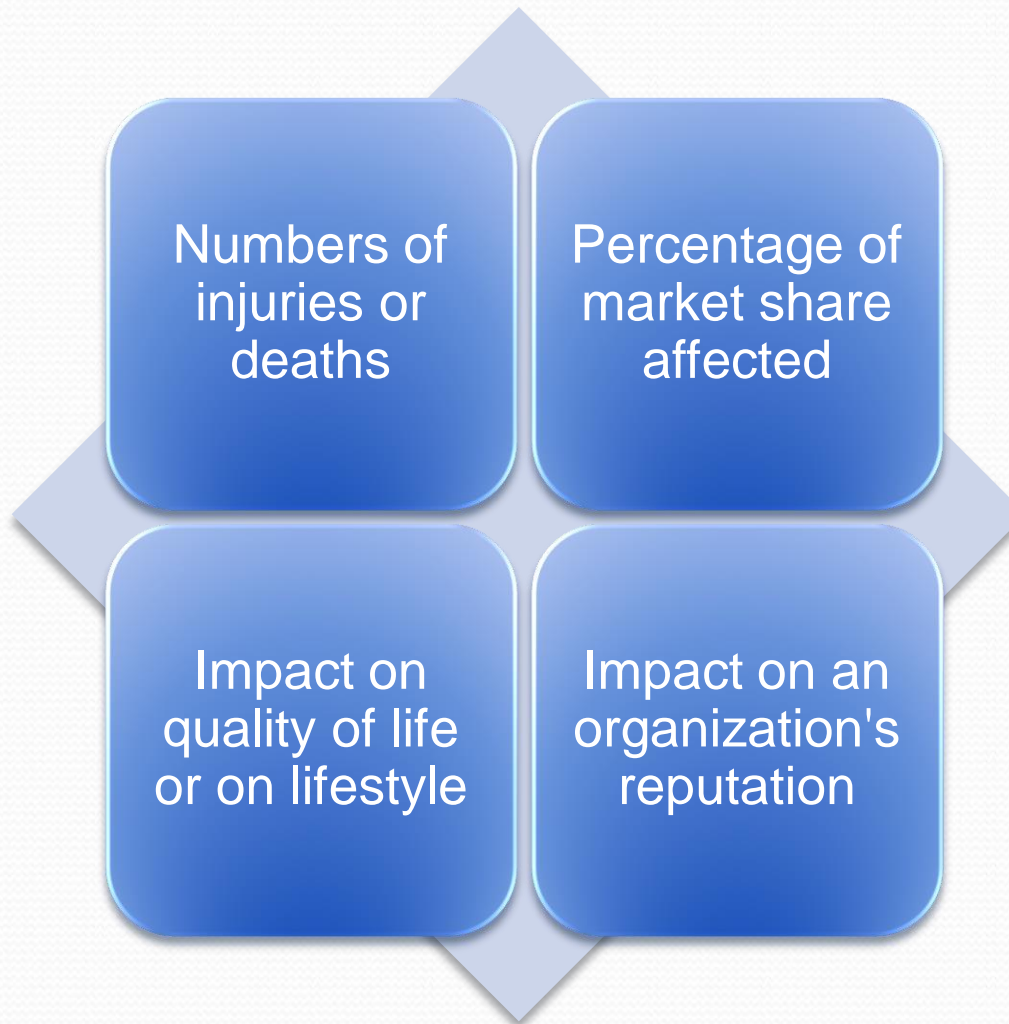 Numbers of
injuries or
deaths
Percentage of
market share
affected
Impact on
quality of life
or on lifestyle
Impact on an
organization's
reputation